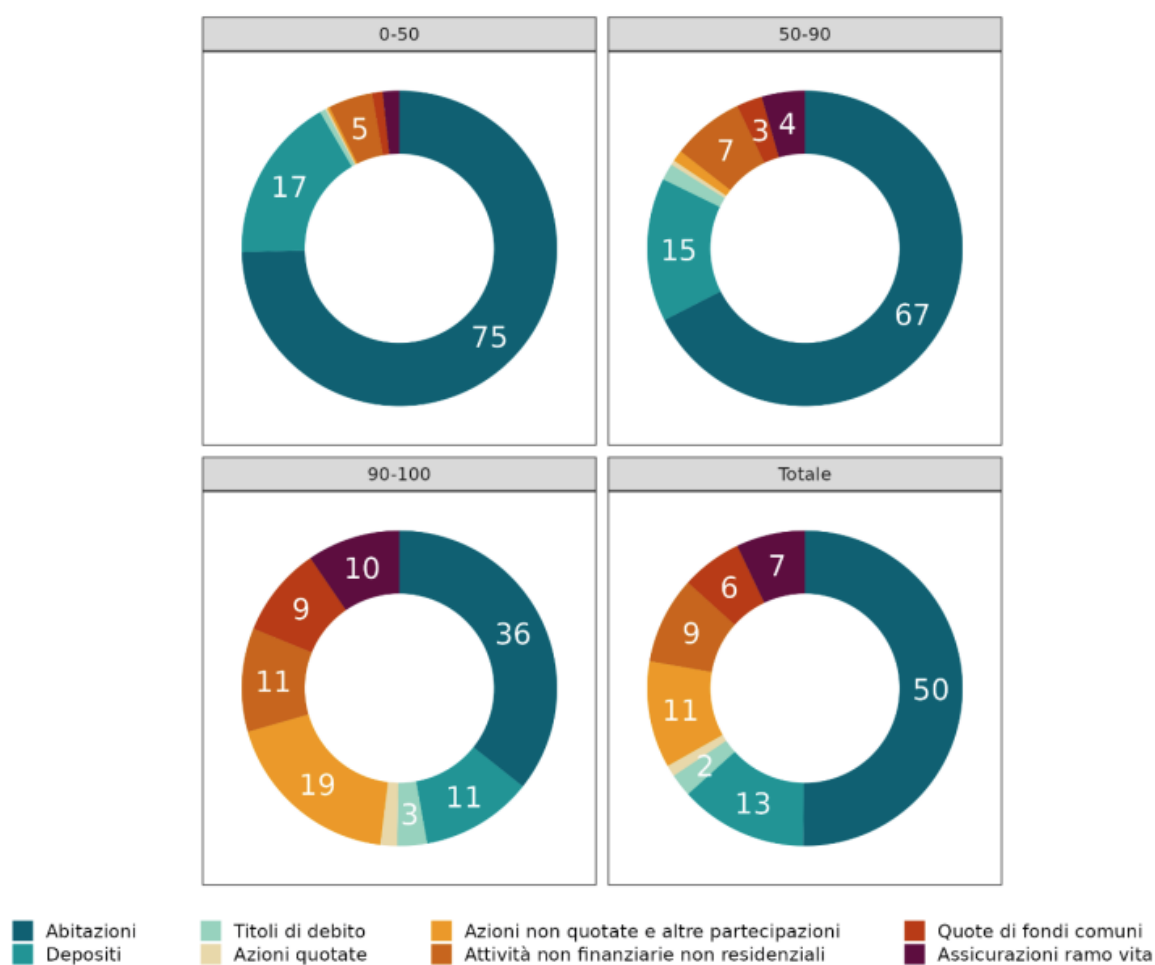 0-50
5
17
75
50-90
3
4
7
15
67
90-100
10
9
36
11
19
11
3
Totale
7
6
9
50
11
2
13
Abitazioni
Titoli di debito
Azioni non quotate e altre partecipazioni
Quote di fondi comuni
Depositi
Azioni quotate
Attività non finanziarie non residenziali
Assicurazioni ramo vita